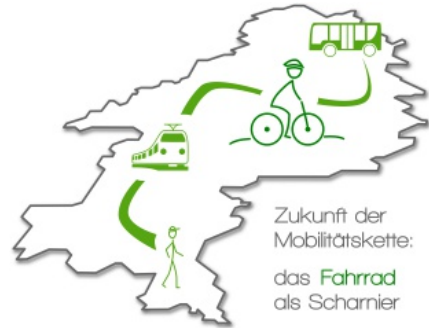 Zukunft der
Mobilitätskette:
das Fahrrad
als Scharnier